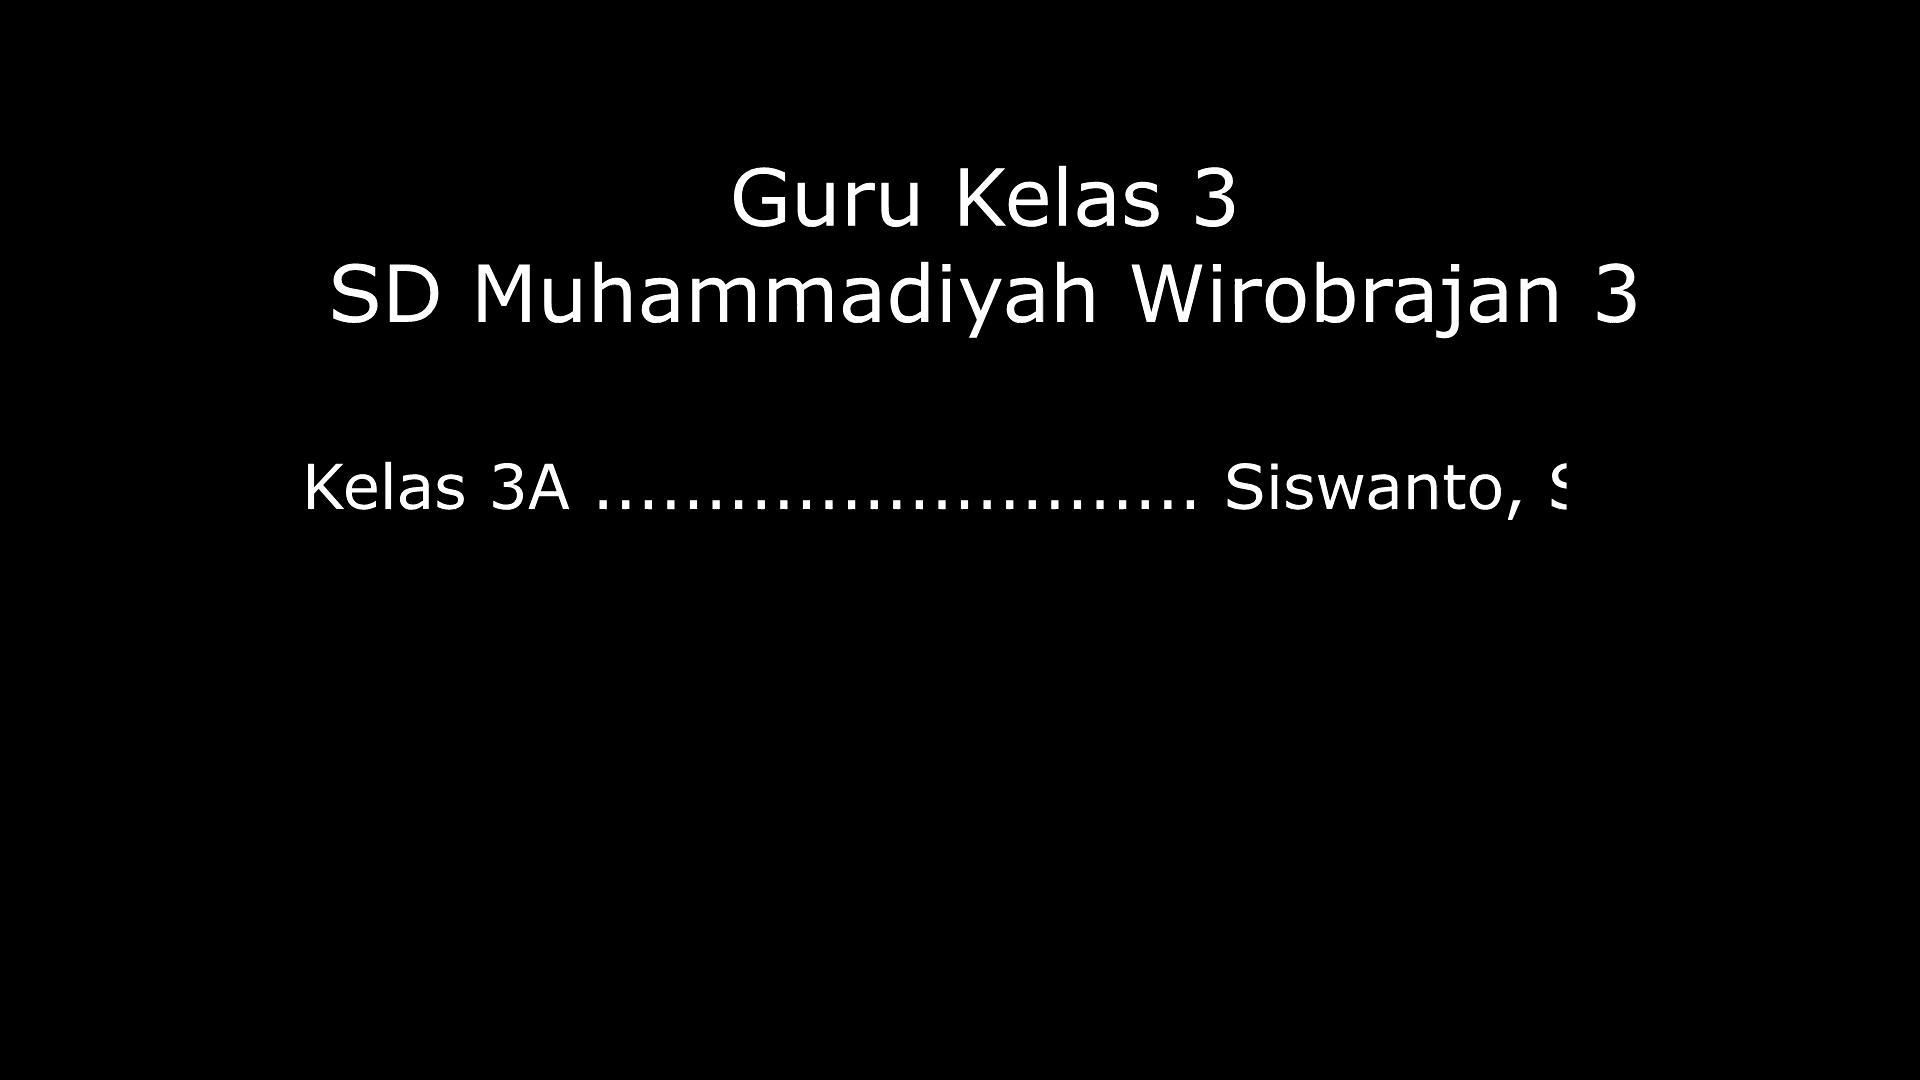 Guru Kelas 3
SD Muhammadiyah Wirobrajan 3
Kelas 3A ........................... Siswanto,